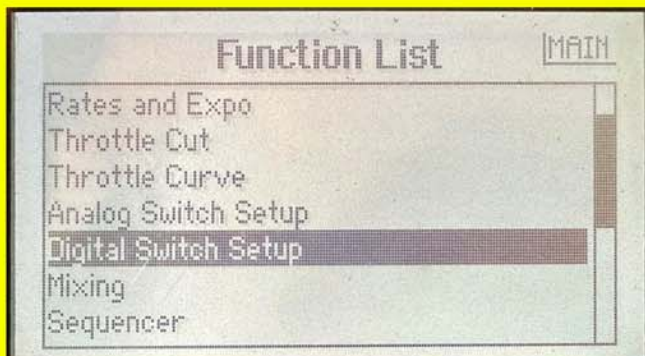 Function List
MAIN
Rates and Expo
Throttle Cut
Throttle Curve
Analog Switch Setup
Digital Switch Setup
Mixing
Sequencer